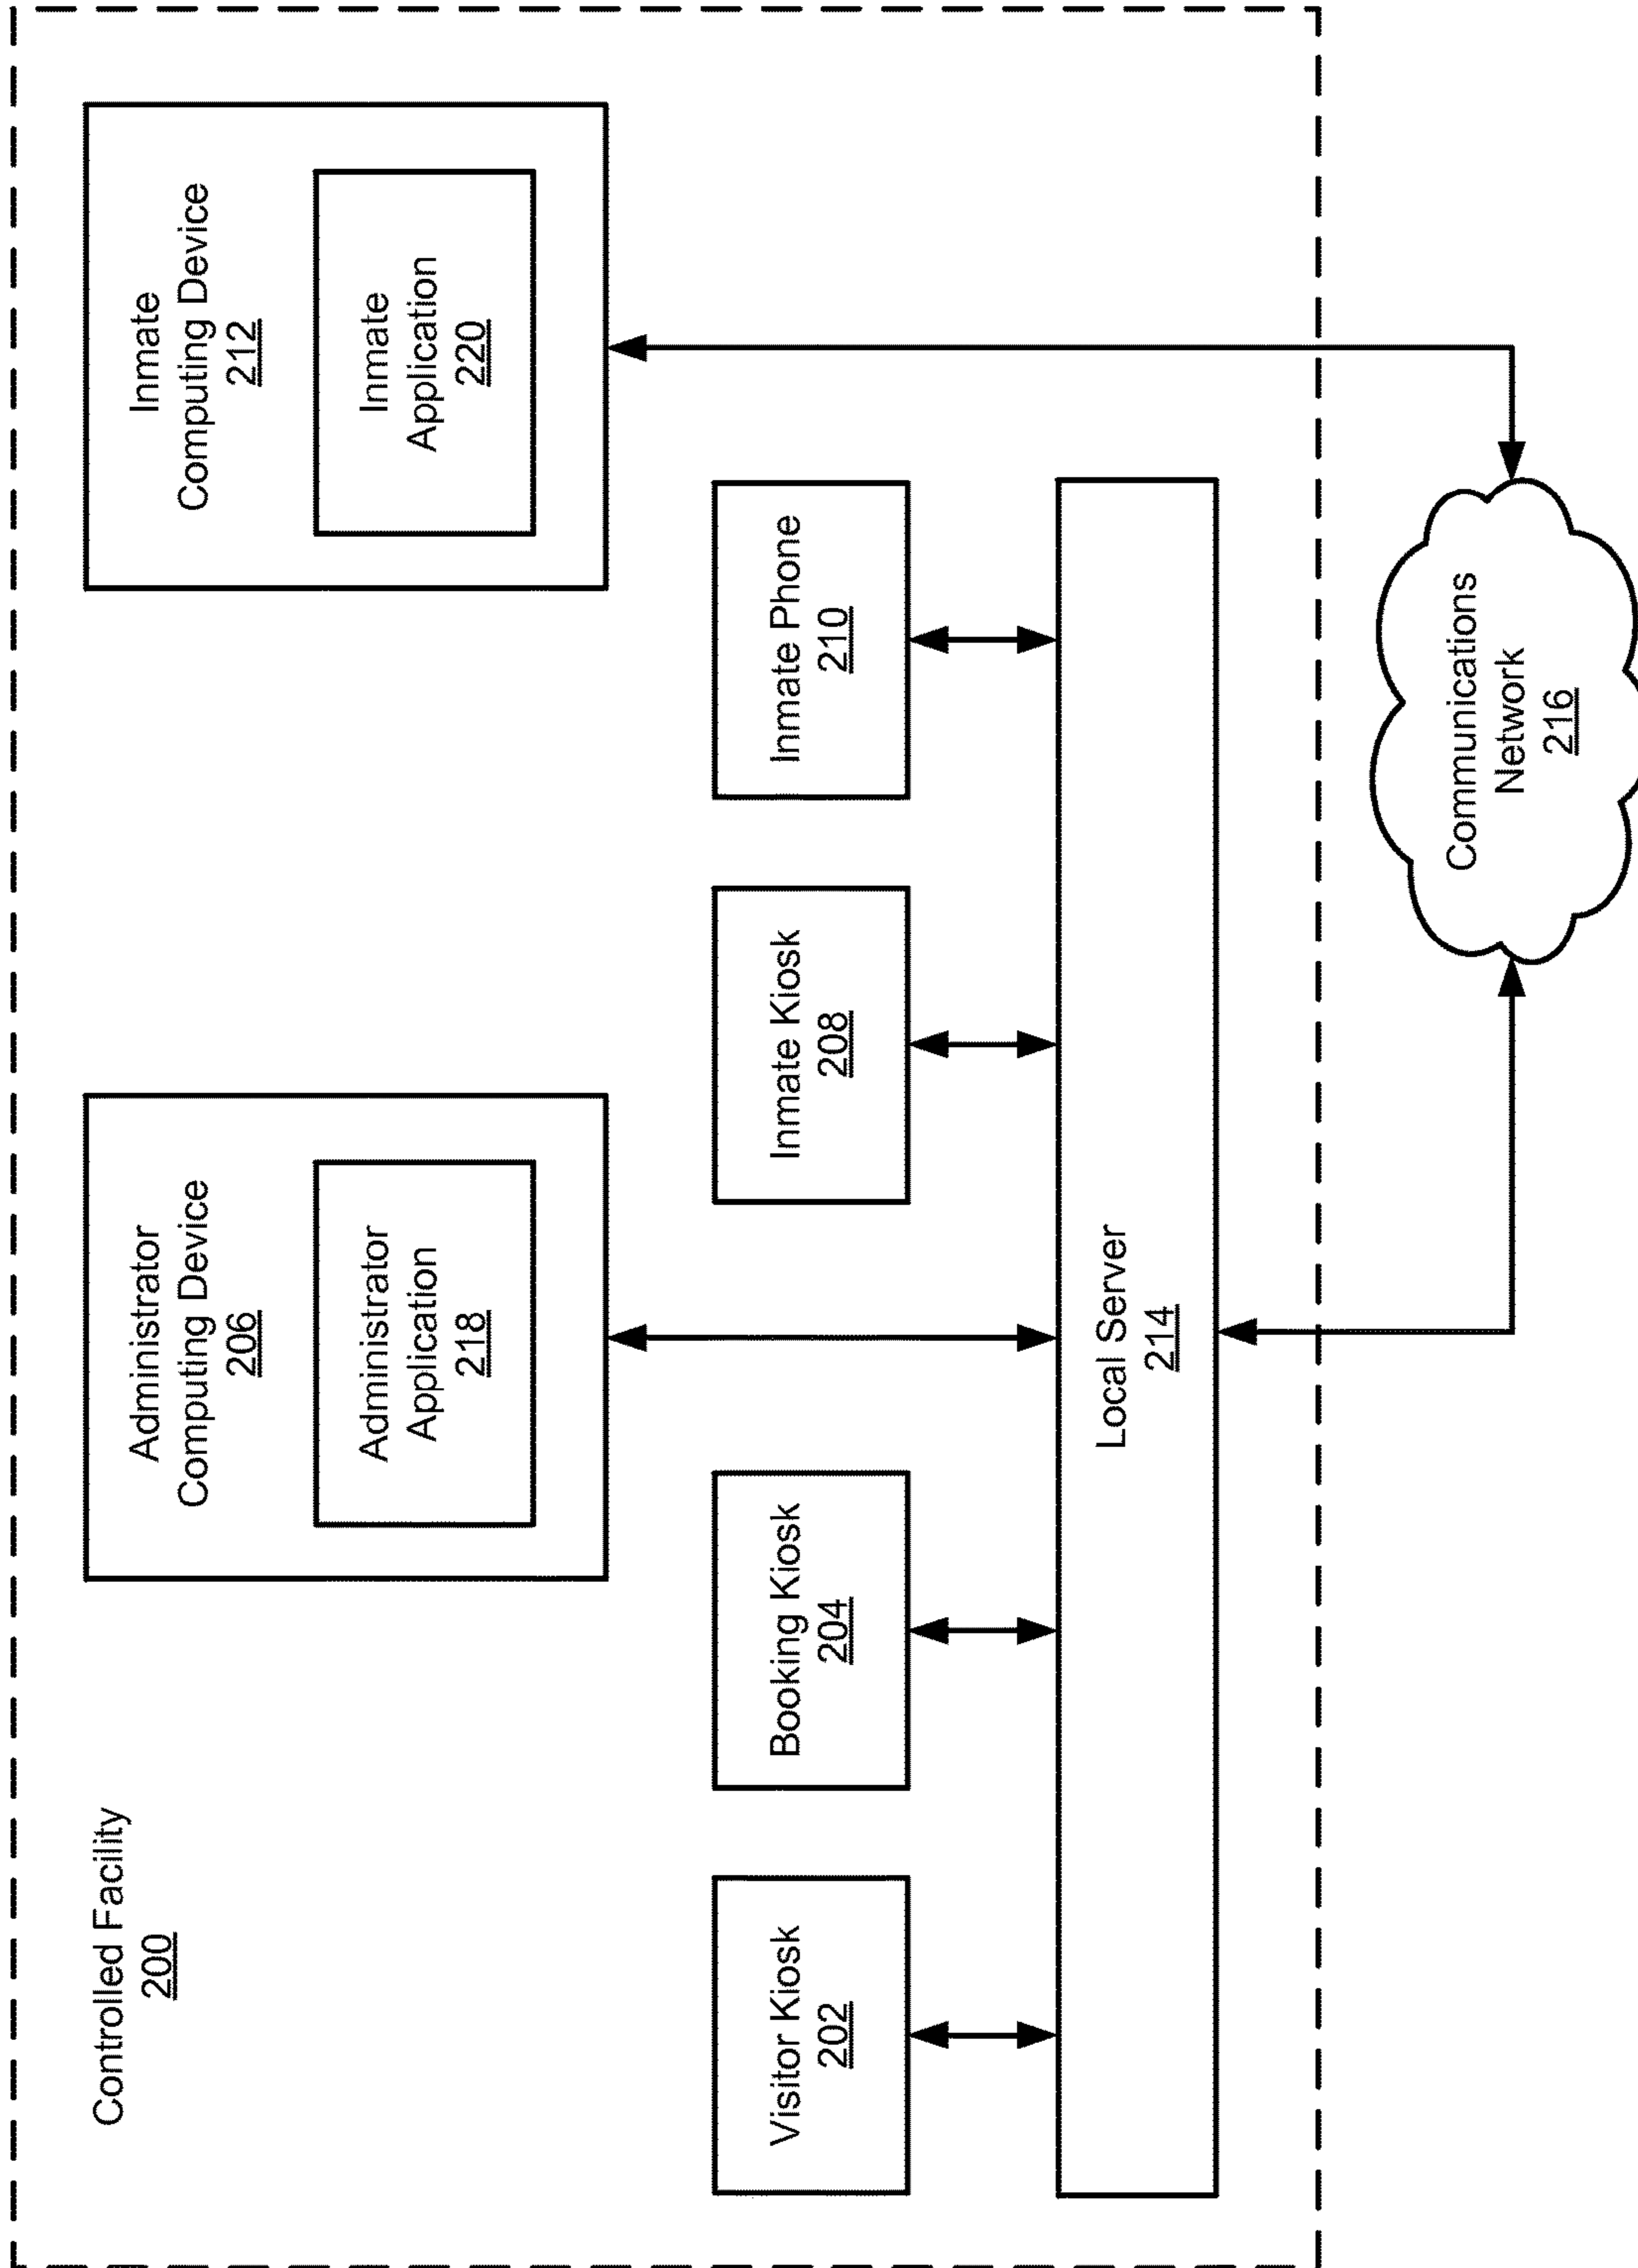 Controlled Facility
200
Administrator
Computing Device
206
Administrator
Application
218
Inmate
Computing Device
212
Inmate
Application
220
Visitor Kiosk
202
Booking Kiosk
204
Inmate Kiosk
208
Inmate Phone
210
Local Server
214
Communications
Network
216